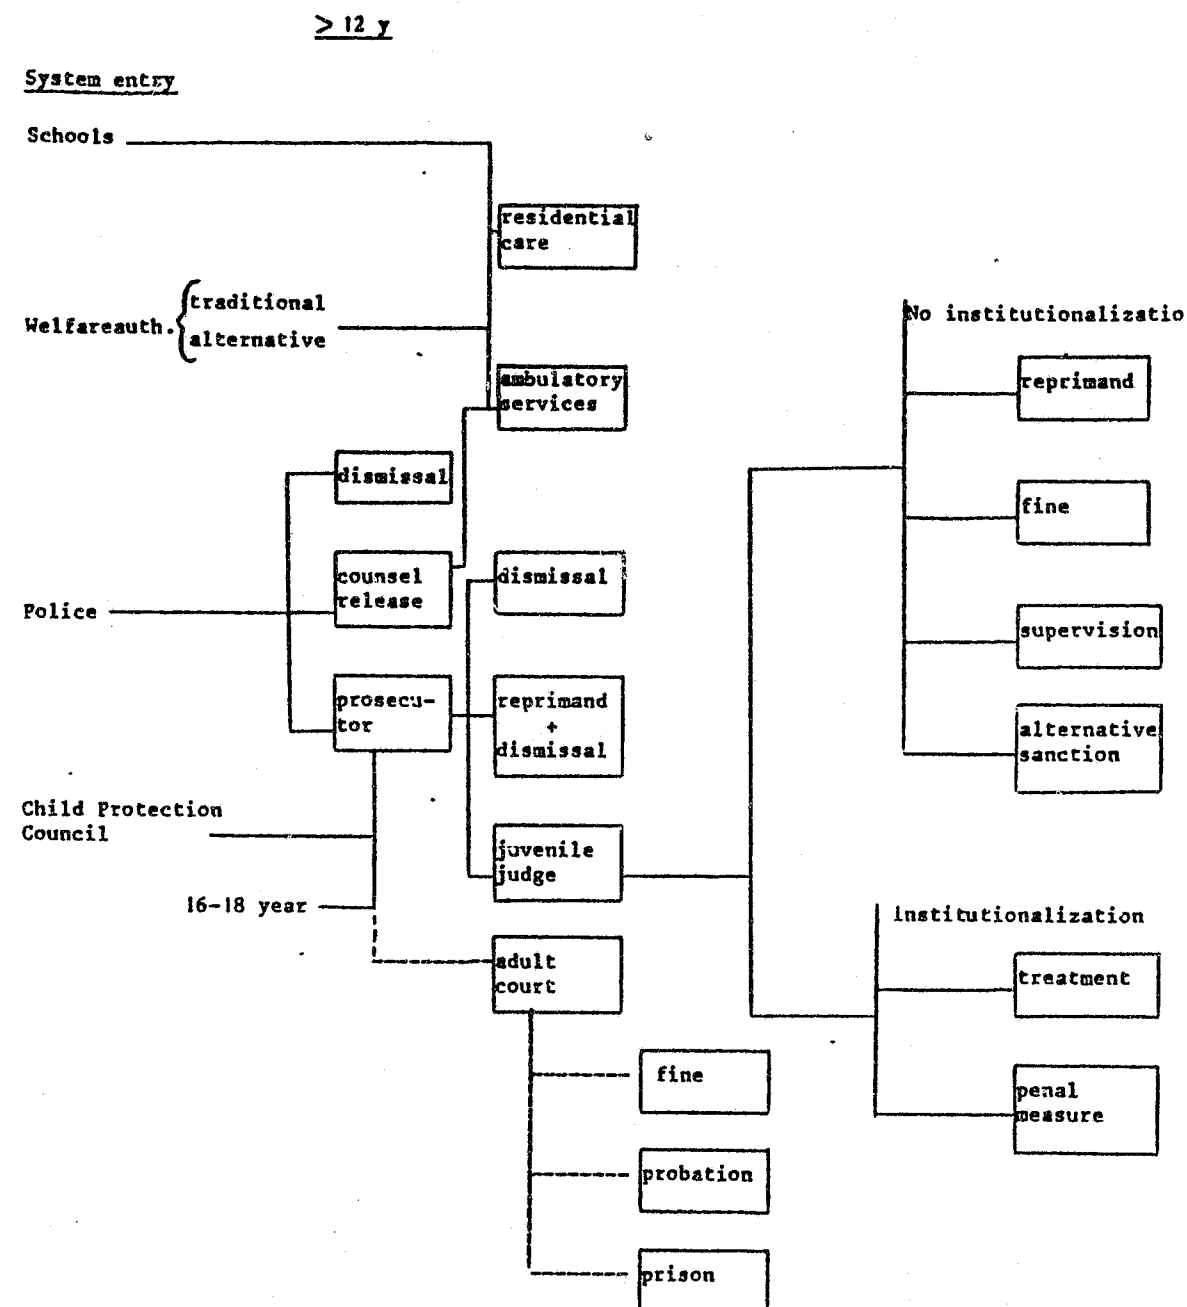 > 12 y
System entry
Schools
residential
care
Welfareauth.
traditional
alternative
ambulatory
services
dismissal
counsel
release
Police
prosecu-
tor
dismissal
reprimand
+
dismissal
Child Protection
Council
juvenile
judge
16-18 year
adult
court
fine
probation
prison
No institutionalizatio
reprimand
fine
supervision
alternative
sanction
institutionalization
treatment
penal
measure